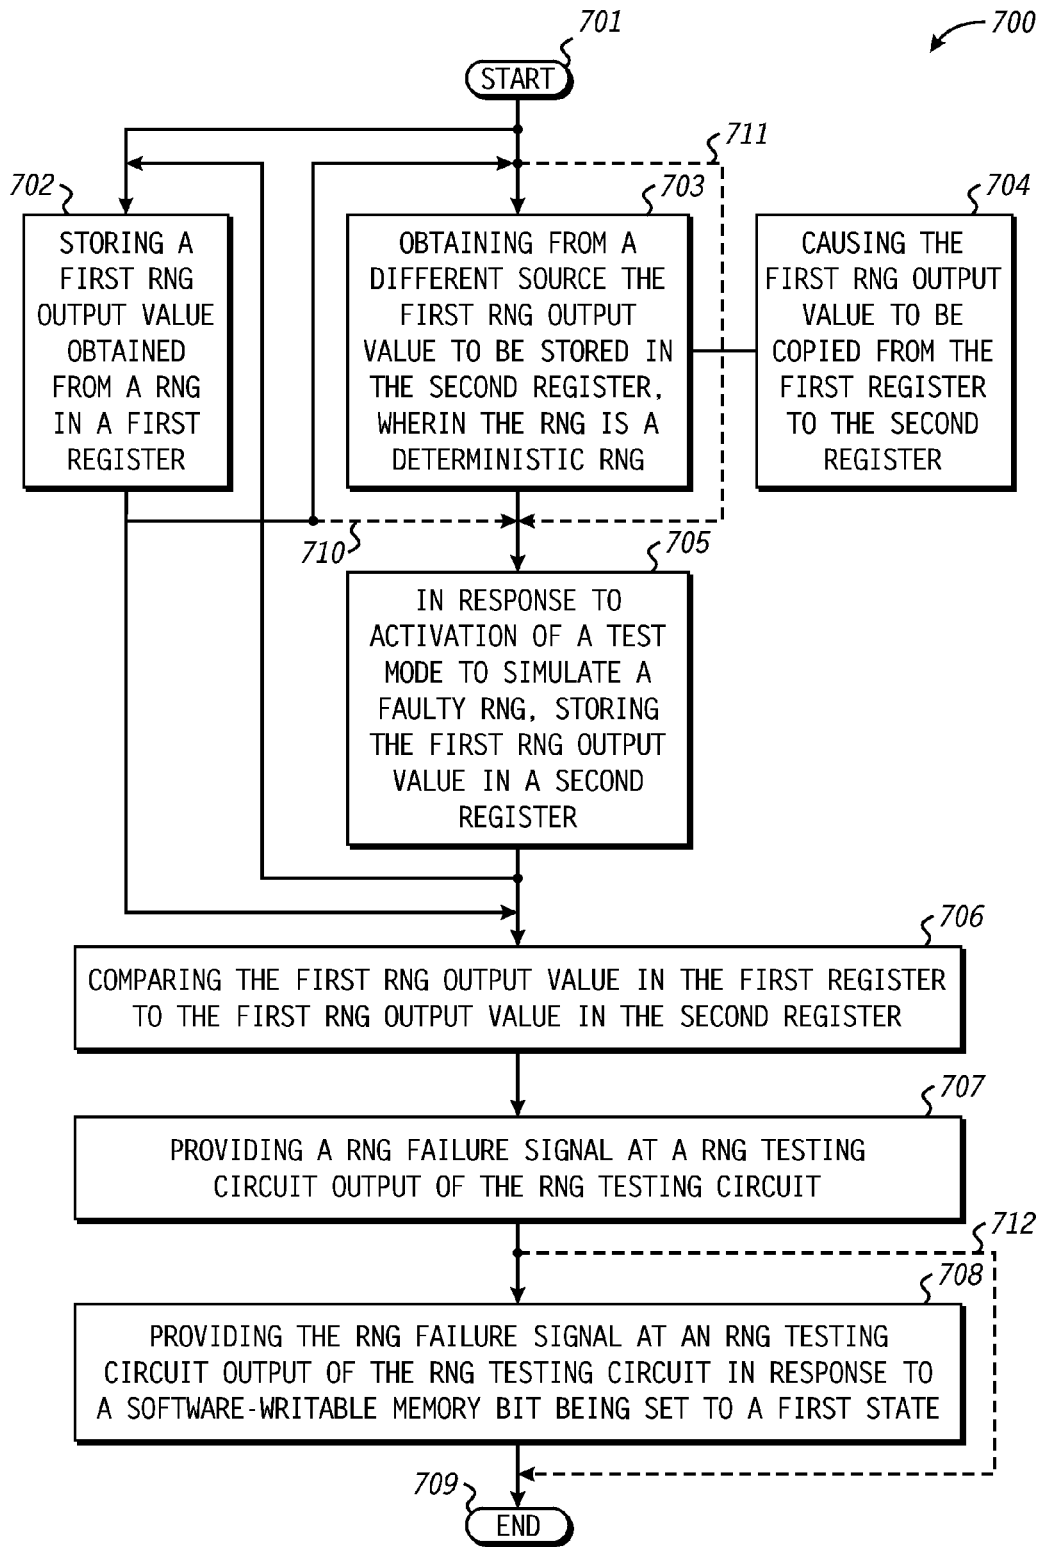 700
701
START
711
702
STORING A
FIRST RNG
OUTPUT VALUE
OBTAINED
FROM A RNG
IN A FIRST
REGISTER
703
OBTAINING FROM A
DIFFERENT SOURCE THE
FIRST RNG OUTPUT
VALUE TO BE STORED IN
THE SECOND REGISTER,
WHERIN THE RNG IS A
DETERMINISTIC RNG
704
CAUSING THE
FIRST RNG OUTPUT
VALUE TO BE
COPIED FROM THE
FIRST REGISTER
TO THE SECOND
REGISTER
710
705
IN RESPONSE TO
ACTIVATION OF A TEST
MODE TO SIMULATE A
FAULTY RNG, STORING
THE FIRST RNG OUTPUT
VALUE IN A SECOND
REGISTER
706
COMPARING THE FIRST RNG OUTPUT VALUE IN THE FIRST REGISTER
TO THE FIRST RNG OUTPUT VALUE IN THE SECOND REGISTER
707
PROVIDING A RNG FAILURE SIGNAL AT A RNG TESTING
CIRCUIT OUTPUT OF THE RNG TESTING CIRCUIT
712
708
PROVIDING THE RNG FAILURE SIGNAL AT AN RNG TESTING
CIRCUIT OUTPUT OF THE RNG TESTING CIRCUIT IN RESPONSE TO
A SOFTWARE-WRITABLE MEMORY BIT BEING SET TO A FIRST STATE
709
END